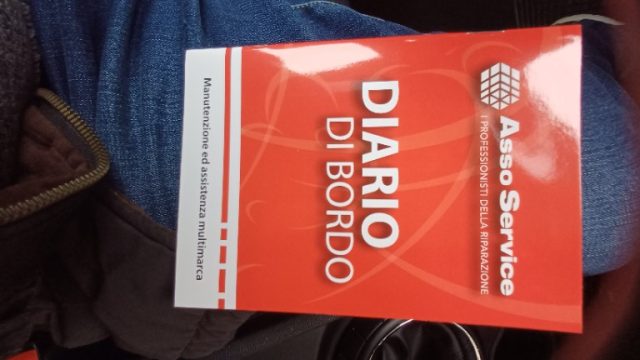 Asso Service
I PROFESSIONISTI DELLA RIPARAZIONE
DIARIO
DI BORDO
Manutenzione ed assistenza multimarca